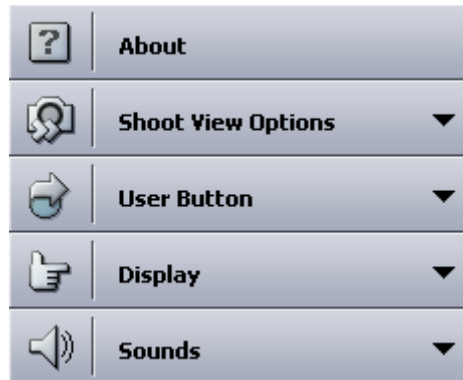 About
Shoot View Options
User Button
Display
Sounds